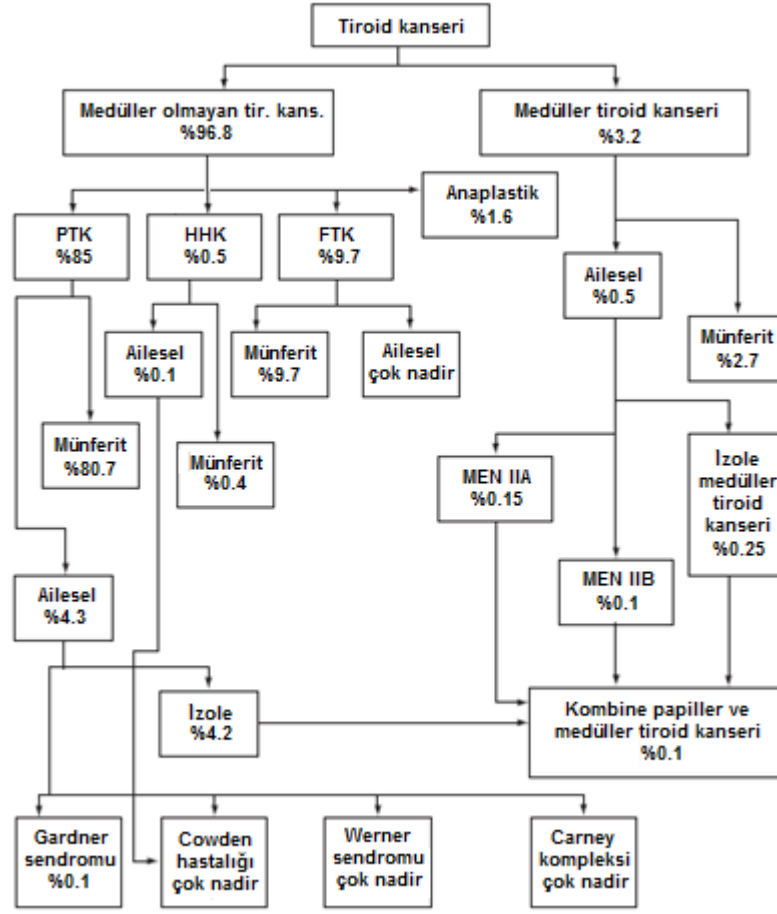 Tiroid kanseri
Medüller olmayan tir. kans.
%96.8
Medüller tiroid kanseri
%3.2
Anaplastik
%1.6
PTK
%85
HHK
%0.5
FTK
%9.7
Ailesel
%0.5
Münferit
%2.7
Ailesel
%0.1
Münferit
%9.7
Ailesel
çok nadir
Münferit
%80.7
Münferit
%0.4
MEN IIA
%0.15
Izole
medüller
tiroid
kanseri
%0.25
MEN IIB
%0.1
Ailesel
%4.3
Izole
%4.2
Kombine papiller ve
medüller tiroid kanseri
%0.1
Gardner
sendromu
%0.1
Cowden
hastalığı
çok nadir
Werner
sendromu
çok nadir
Carney
kompleksi
çok nadir